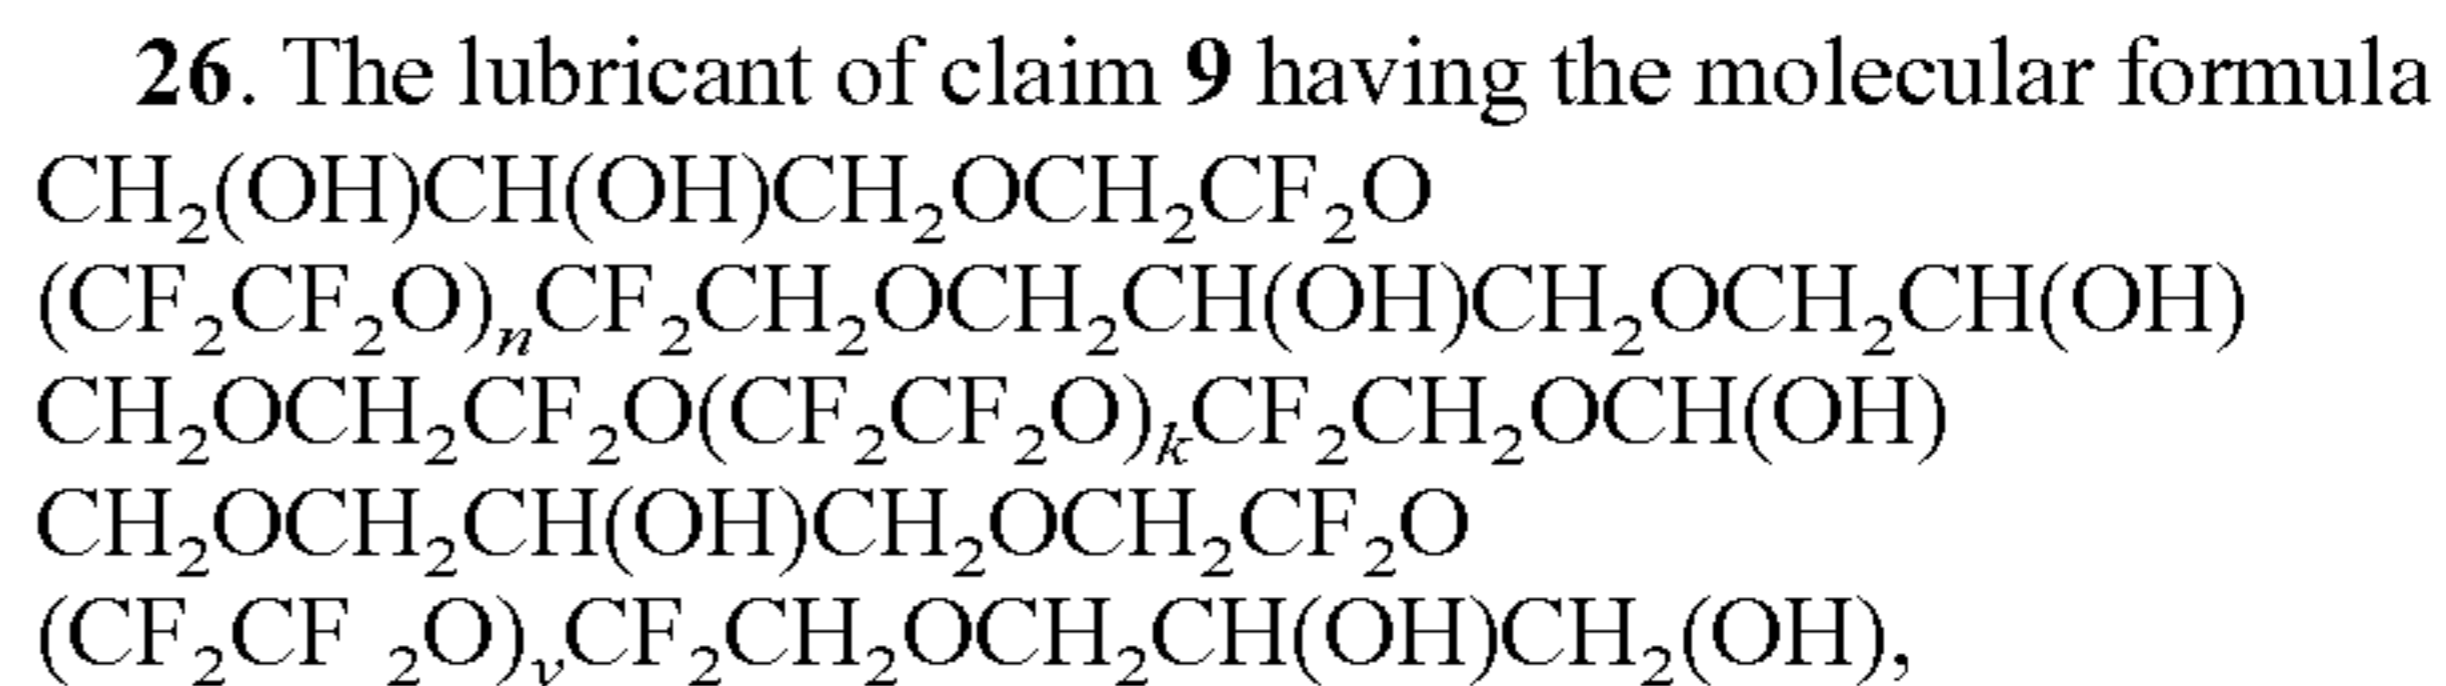 26. The lubricant of claim 9 having the molecular formula
CH₂(OH)CH(OH)CH₂OCH₂CF₂O
(CF₂CF₂O)ₙCF₂CH₂OCH₂CH(OH)CH₂OCH₂CH(OH)
CH₂OCH₂CF₂O(CF₂CF₂O)ₖCF₂CH₂OCH(OH)
CH₂OCH₂CH(OH)CH₂OCH₂CF₂O
(CF₂CF ₂O)ᵥCF₂CH₂OCH₂CH(OH)CH₂(OH),